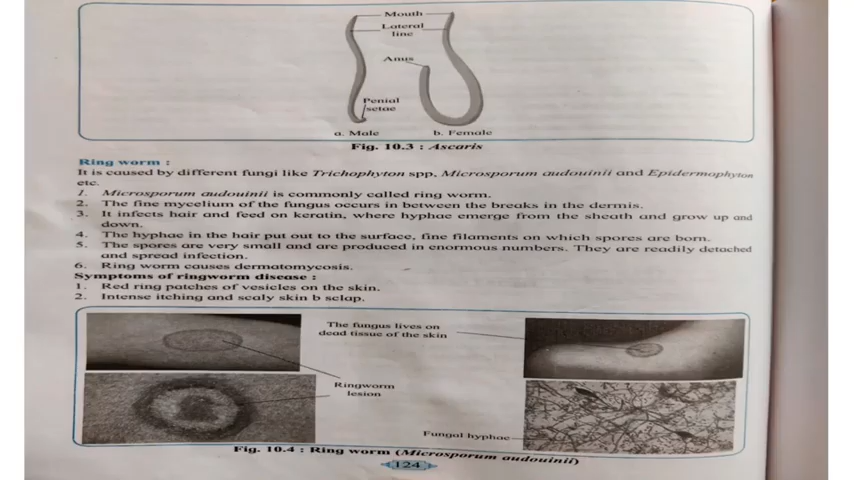 Mouth
Lateral
line
Anus
Penial
setae
a. Male b. Female
Fig. 10.3 : Ascaris
Ring worm :
It is caused by different fungi like Trichophyton spp, Microsporum audouinii and Epidermophyton
etc.
1. Microsporum audouinii is commonly called ring worm.
2. The fine mycelium of the fungus occurs in between the breaks in the dermis.
3. It infects hair and feed on keratin, where hyphae emerge from the sheath and grow up and
down.
4. The hyphae in the hair put out to the surface, fine filaments on which spores are born.
5. The spores are very small and are produced in enormous numbers. They are readily detached
and spread infection.
6. Ring worm causes dermatomycosis.
Symptoms of ringworm disease :
1. Red ring patches of vesicles on the skin.
2. Intense itching and scaly skin b sclap.
The fungus lives on
dead tissue of the skin
Ringworm
lesion
Fungal hyphae
Fig. 10.4 : Ring worm (Microsporum audouinii)
124